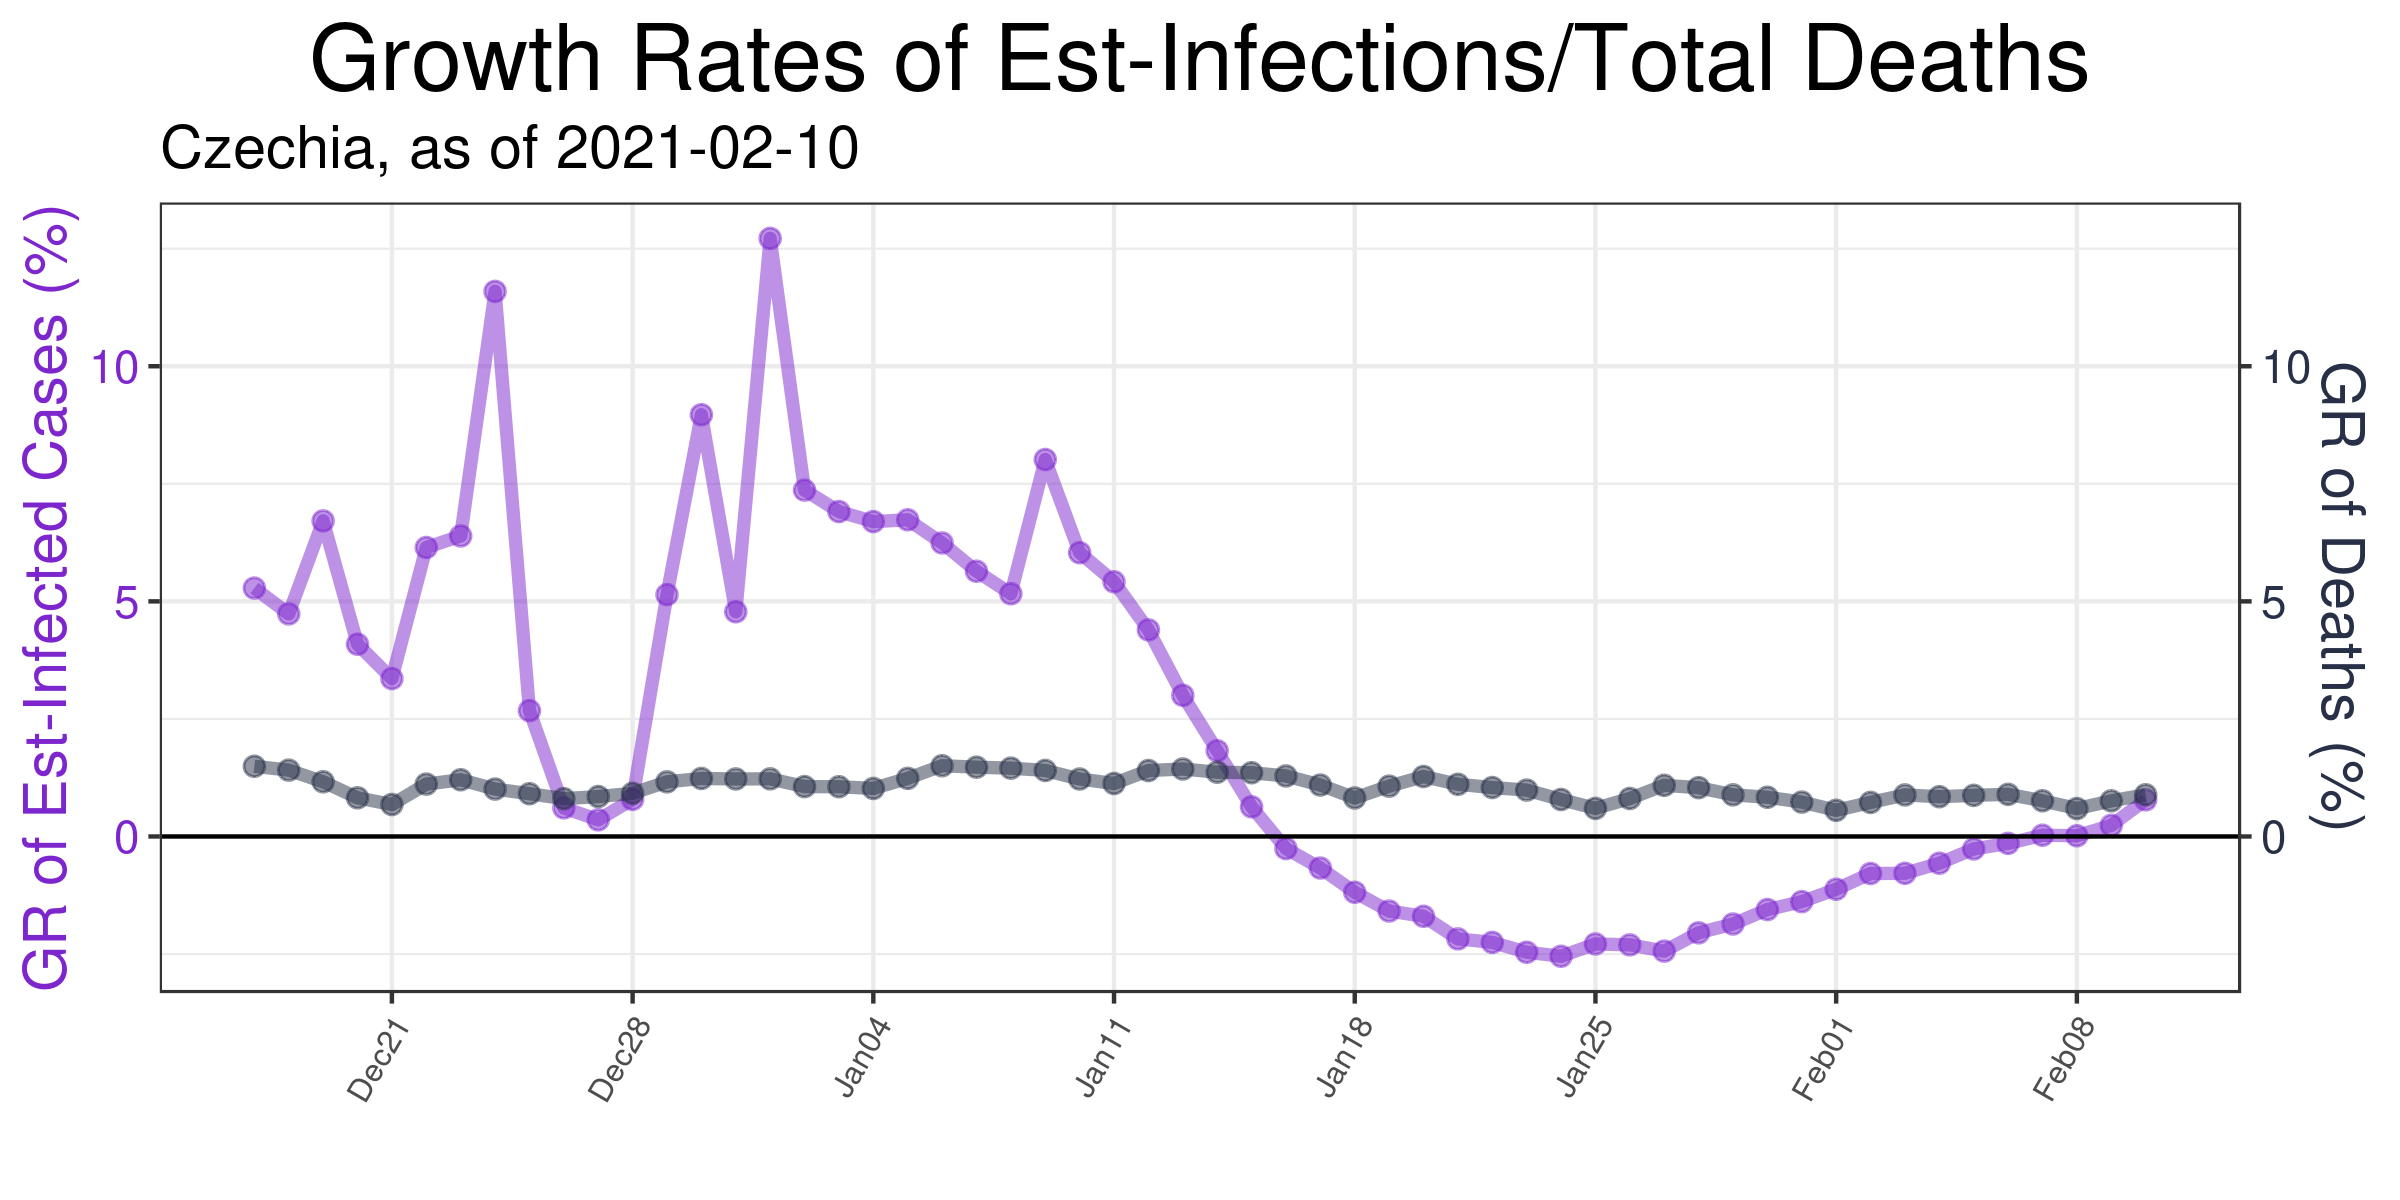 Growth Rates of Est-Infections/Total Deaths
Czechia, as of 2021-02-10
GR of Est-Infected Cases (%)
10
5
0
10
5
0
GR of Deaths (%)
Dec21
Dec28
Jan04
Jan11
Jan18
Jan25
Feb01
Feb08